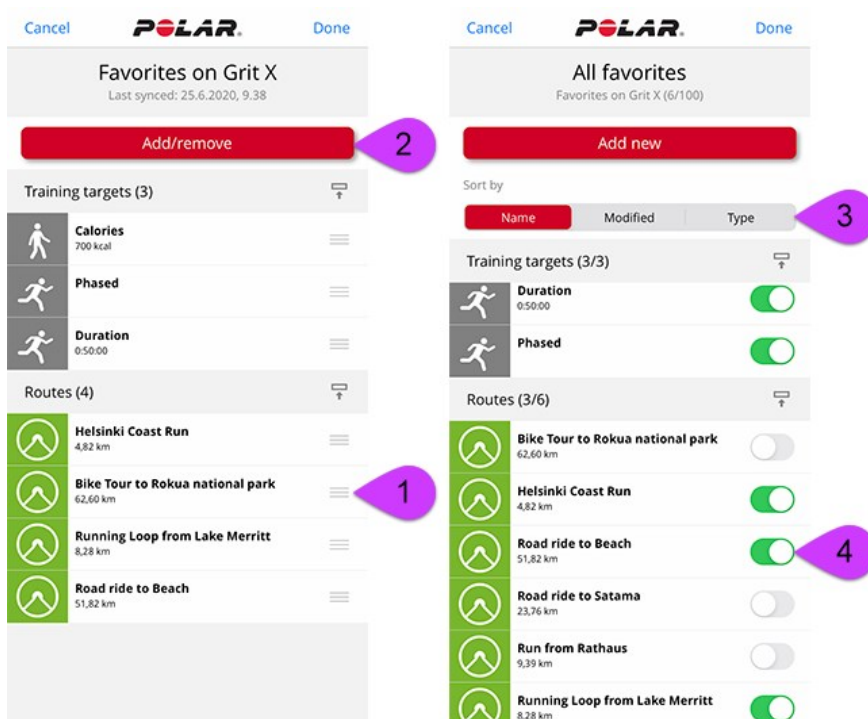 Cancel POLAR. Done
Favorites on Grit X
Last synced: 25.6.2020, 9.38
Add/remove
2
Training targets (3)
Calories
700 kcal
Phased
Duration
0:50:00
Routes (4)
Helsinki Coast Run
4,82 km
Bike Tour to Rokua national park
62,60 km
1
Running Loop from Lake Merritt
8,28 km
Road ride to Beach
51,82 km
Cancel POLAR. Done
All favorites
Favorites on Grit X (6/100)
Add new
Sort by
Name Modified Type
3
Training targets (3/3)
Duration
0:50:00
Phased
Routes (3/6)
Bike Tour to Rokua national park
62,60 km
Helsinki Coast Run
4,82 km
Road ride to Beach
51,82 km
4
Road ride to Satama
23,76 km
Run from Rathaus
9,39 km
Running Loop from Lake Merritt
8,28 km